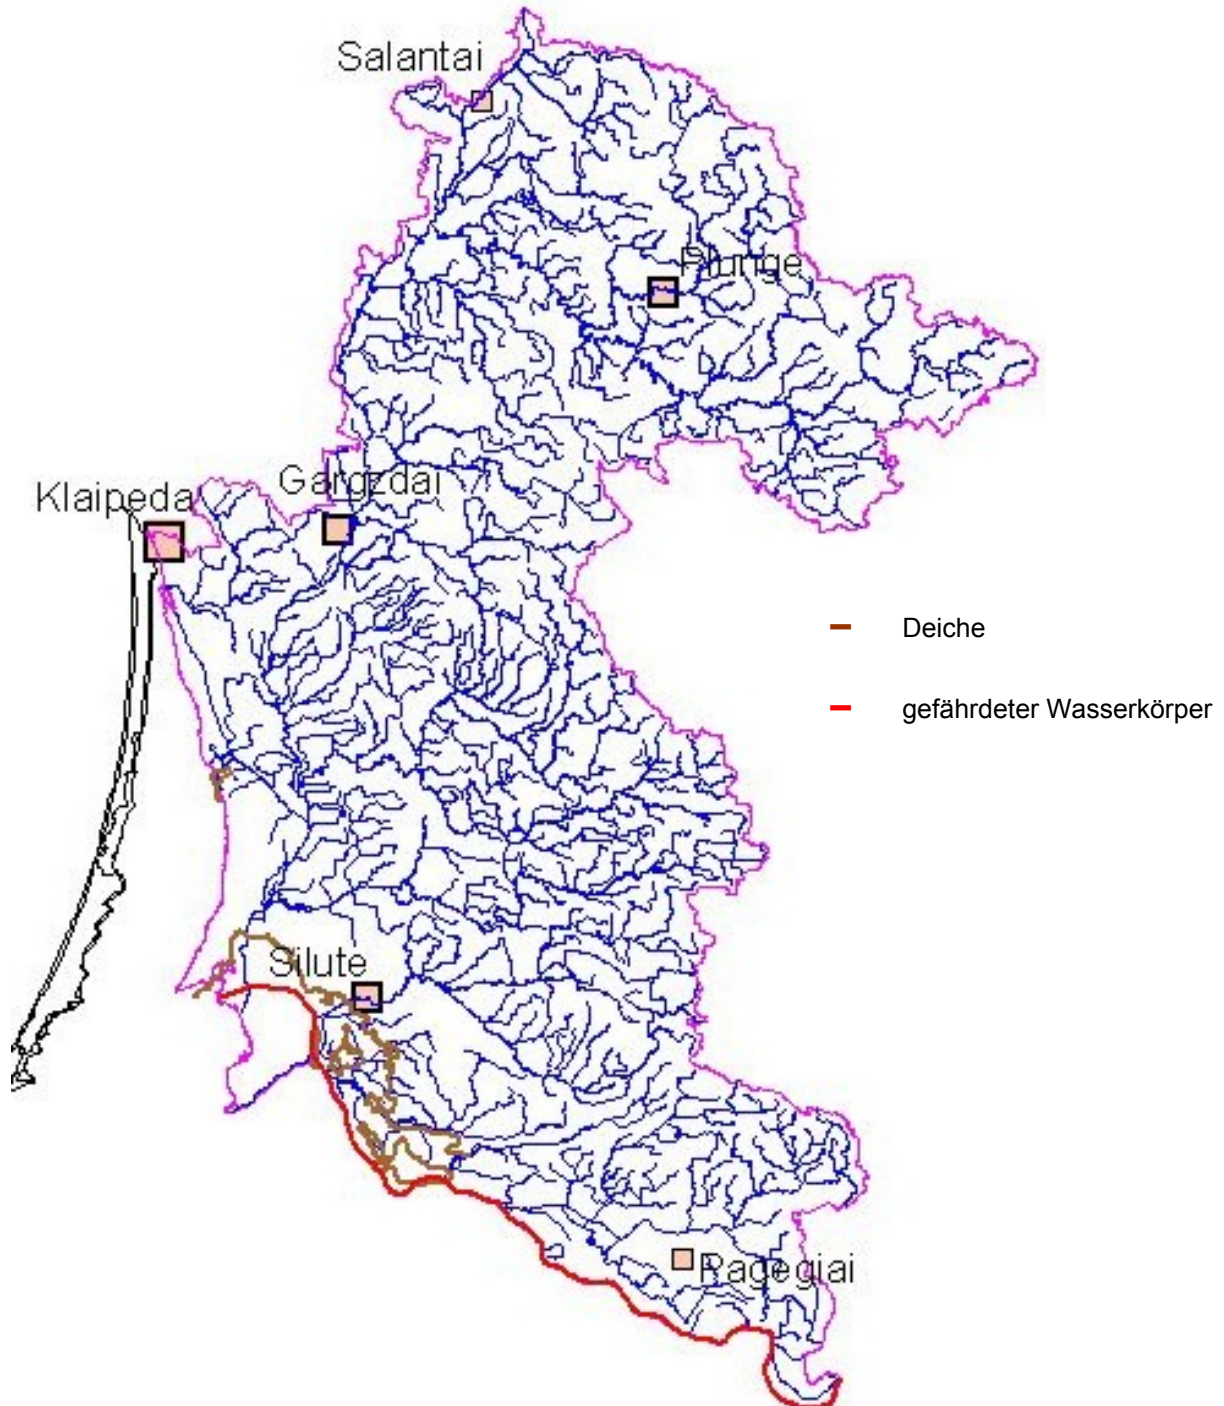 Salantai
Plunge
Gargzdai
Klaipeda
Deiche
gefährdeter Wasserkörper
Silute
Pagegiai